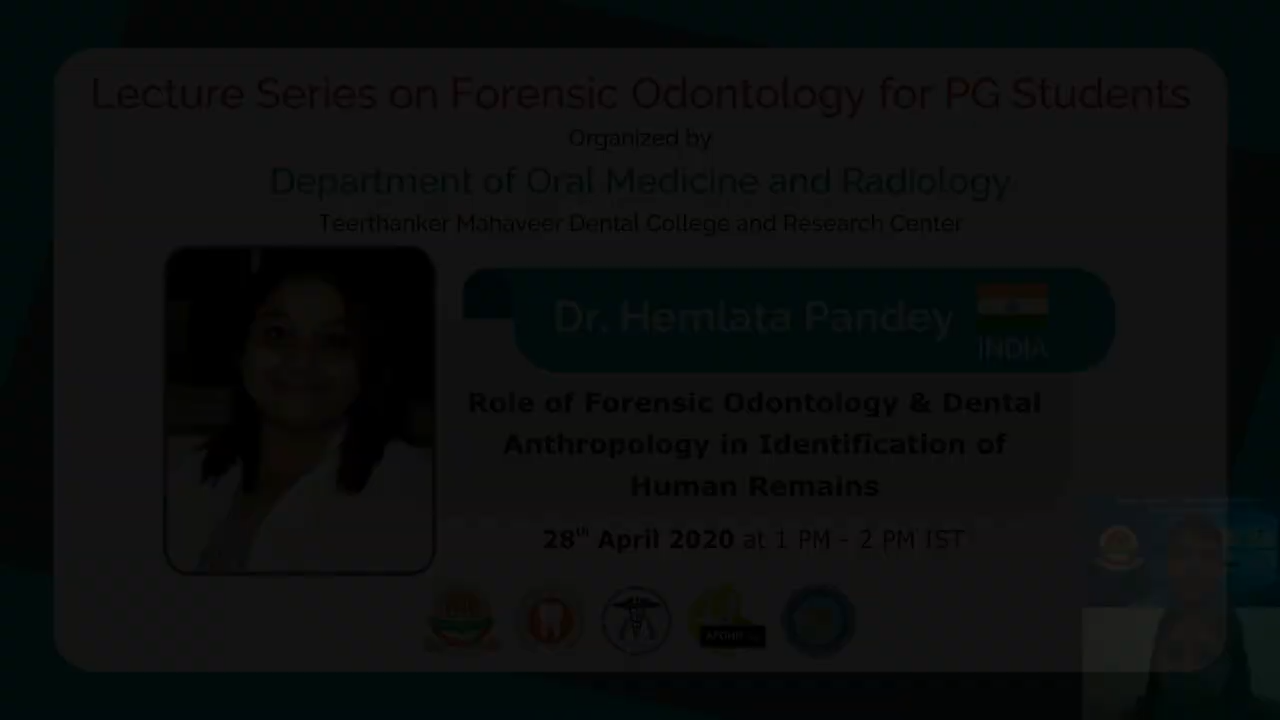 Lecture Series on Forensic Odontology for PG Students
Organized by
Department of Oral Medicine and Radiology
Teerthanker Mahaveer Dental College and Research Center
Dr. Hemlata Pandey
INDIA
Role of Forensic Odontology & Dental
Anthropology in Identification of
Human Remains
28th April 2020 at 1 PM - 2 PM IST